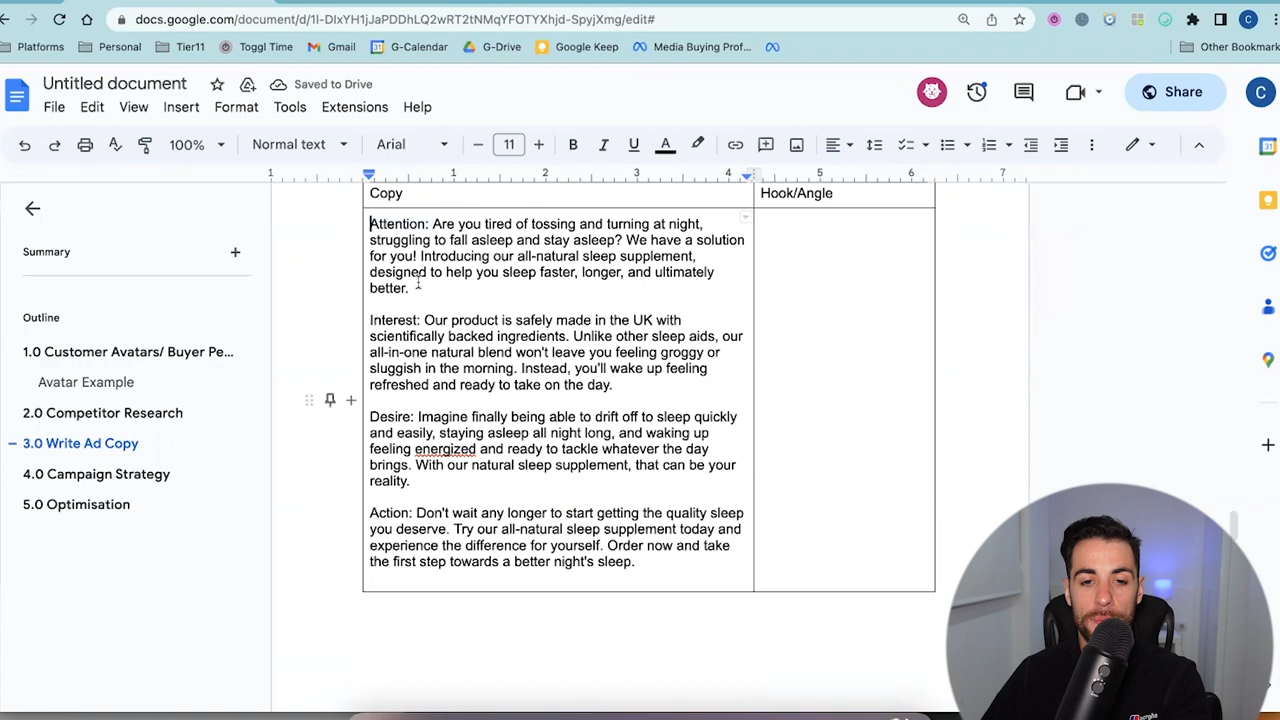 docs.google.com/document/d/1l-DIxYH1jJaPDDhLQ2wRT2tNMqYFOTYXhjd-SpyjXmg/edit#
Platforms Personal Tier11 Toggl Time Gmail G-Calendar G-Drive Google Keep Media Buying Prof... Other Bookmark
Untitled document Saved to Drive
File Edit View Insert Format Tools Extensions Help
Share
C
100% Normal text Arial 11
1 1 2 3 4 5 6 7
Copy Hook/Angle
Summary
Outline
1.0 Customer Avatars/ Buyer Pe...
Avatar Example
2.0 Competitor Research
3.0 Write Ad Copy
4.0 Campaign Strategy
5.0 Optimisation
Attention: Are you tired of tossing and turning at night,
struggling to fall asleep and stay asleep? We have a solution
for you! Introducing our all-natural sleep supplement,
designed to help you sleep faster, longer, and ultimately
better.
Interest: Our product is safely made in the UK with
scientifically backed ingredients. Unlike other sleep aids, our
all-in-one natural blend won't leave you feeling groggy or
sluggish in the morning. Instead, you'll wake up feeling
refreshed and ready to take on the day.
Desire: Imagine finally being able to drift off to sleep quickly
and easily, staying asleep all night long, and waking up
feeling energized and ready to tackle whatever the day
brings. With our natural sleep supplement, that can be your
reality.
Action: Don't wait any longer to start getting the quality sleep
you deserve. Try our all-natural sleep supplement today and
experience the difference for yourself. Order now and take
the first step towards a better night's sleep.